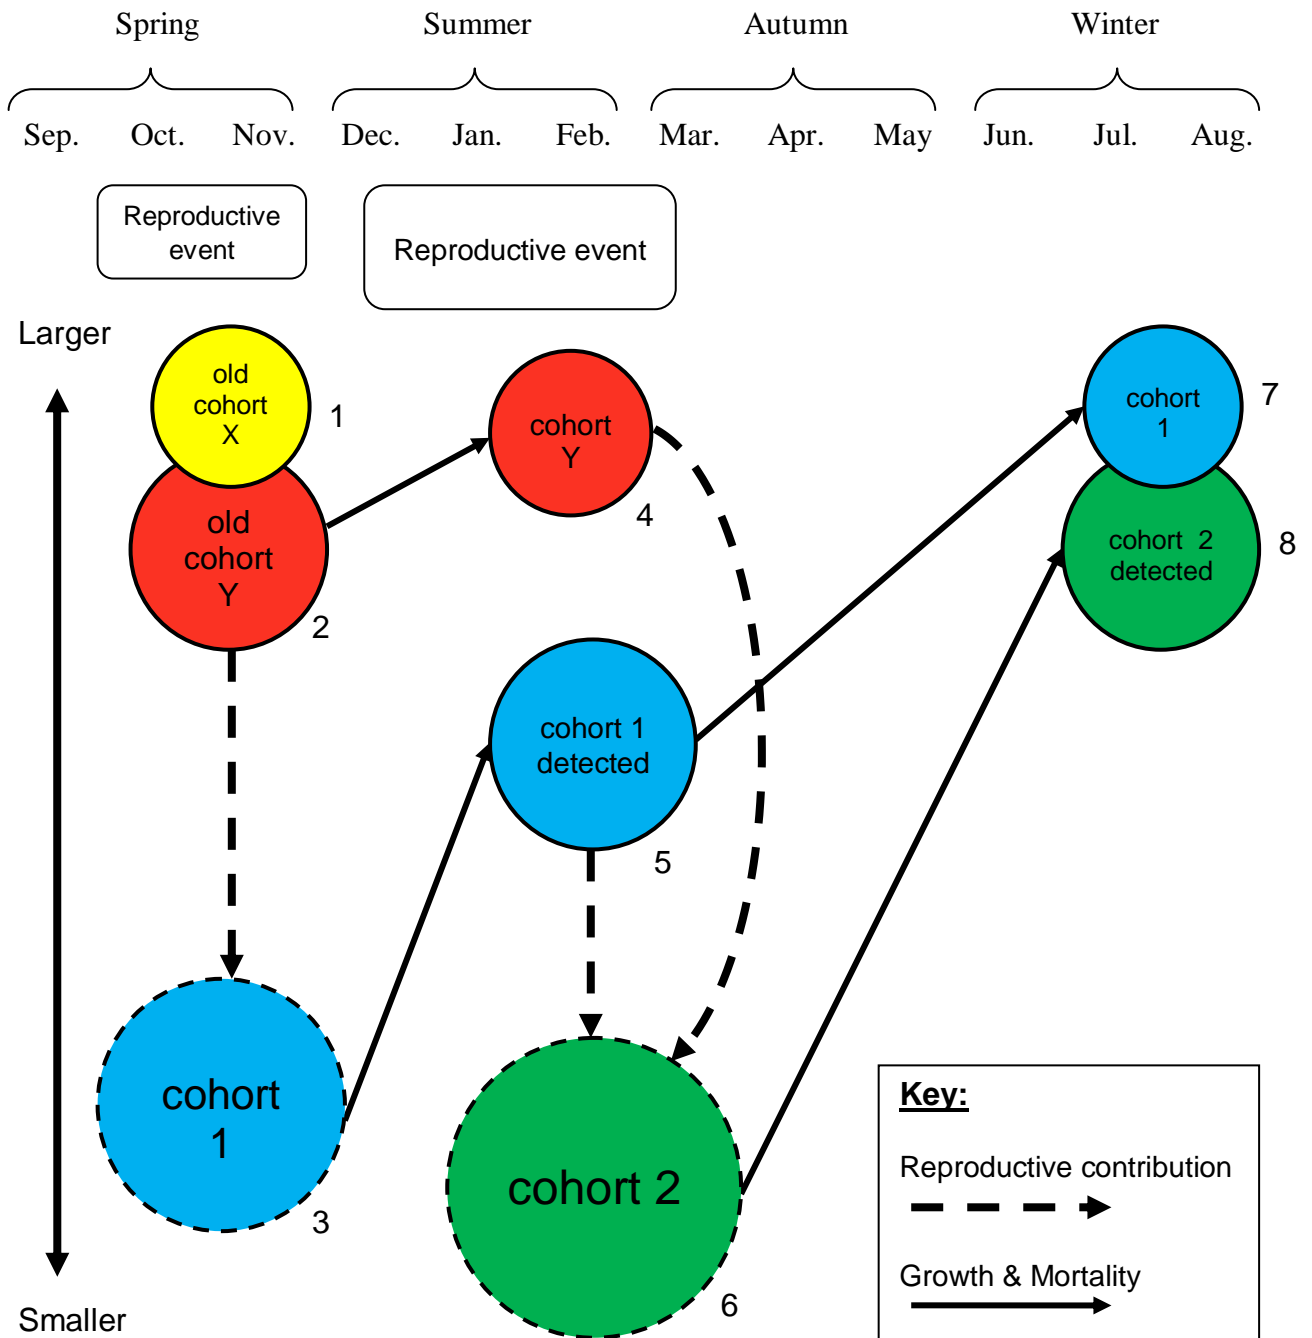 Spring Summer Autumn Winter
Sep. Oct. Nov. Dec. Jan. Feb. Mar. Apr. May Jun. Jul. Aug.
Reproductive
event
Reproductive event
Larger
old
cohort
X
1
old
cohort
Y
2
cohort
Y
4
cohort
1
7
cohort 2
detected
8
cohort 1
detected
5
cohort
1
3
cohort 2
6
Key:
Reproductive contribution
Growth & Mortality
Smaller